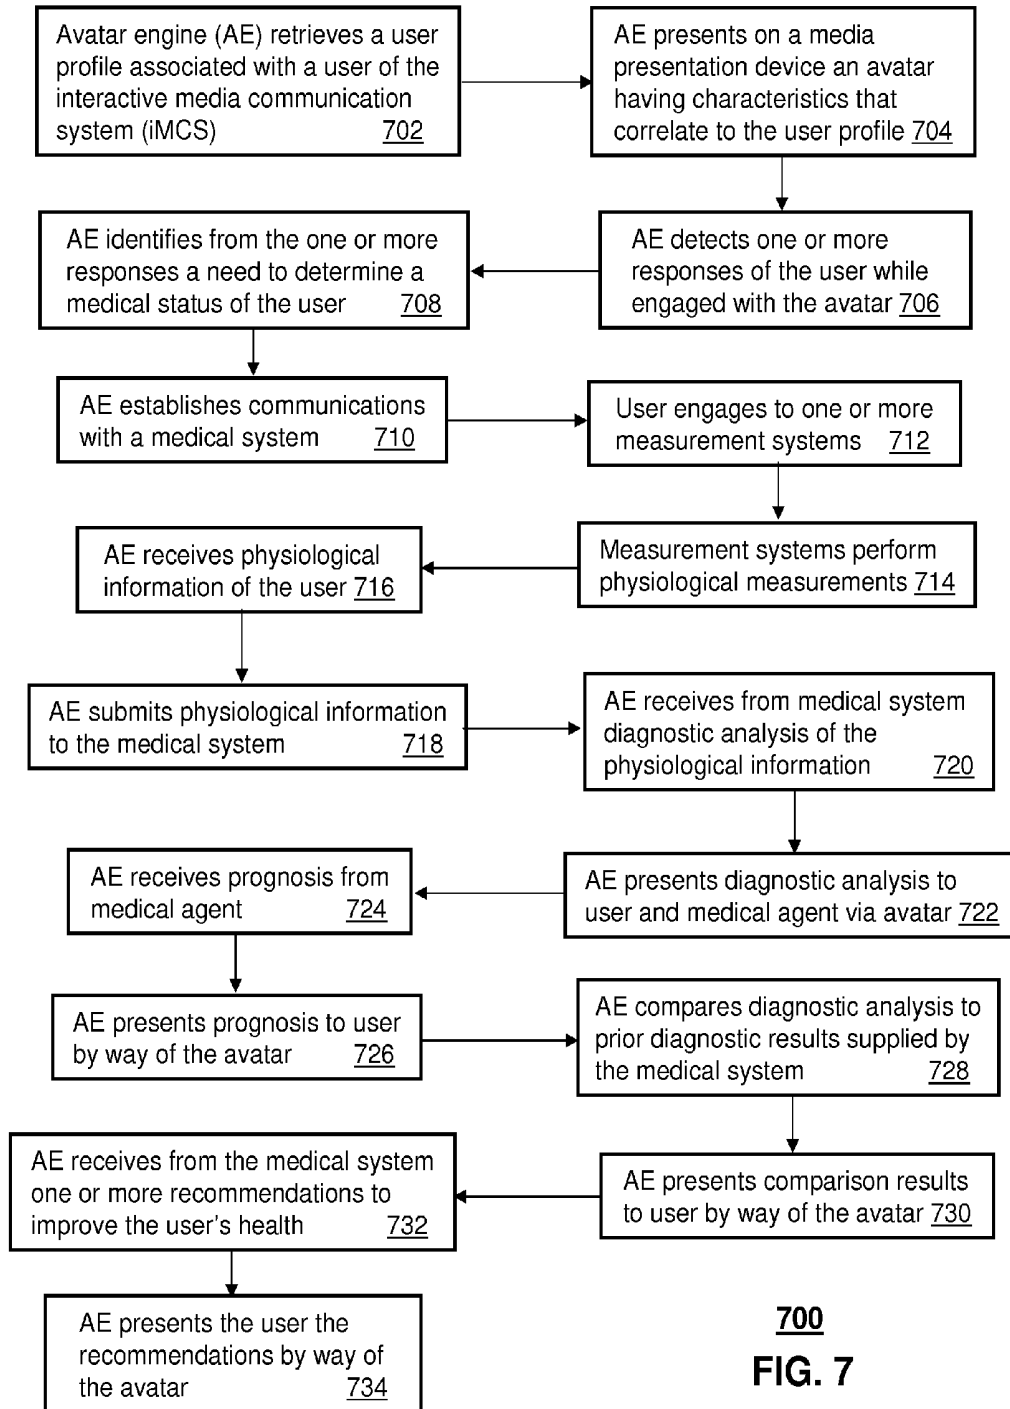 Avatar engine (AE) retrieves a user
profile associated with a user of the
interactive media communication
system (iMCS) 702
AE presents on a media
presentation device an avatar
having characteristics that
correlate to the user profile 704
AE detects one or more
responses of the user while
engaged with the avatar 706
AE identifies from the one or more
responses a need to determine a
medical status of the user 708
AE establishes communications
with a medical system 710
User engages to one or more
measurement systems 712
Measurement systems perform
physiological measurements 714
AE receives physiological
information of the user 716
AE submits physiological information
to the medical system 718
AE receives from medical system
diagnostic analysis of the
physiological information 720
AE presents diagnostic analysis to
user and medical agent via avatar 722
AE receives prognosis from
medical agent 724
AE presents prognosis to user
by way of the avatar 726
AE compares diagnostic analysis to
prior diagnostic results supplied by
the medical system 728
AE presents comparison results
to user by way of the avatar 730
AE receives from the medical system
one or more recommendations to
improve the user's health 732
AE presents the user the
recommendations by way of
the avatar 734
700
FIG. 7